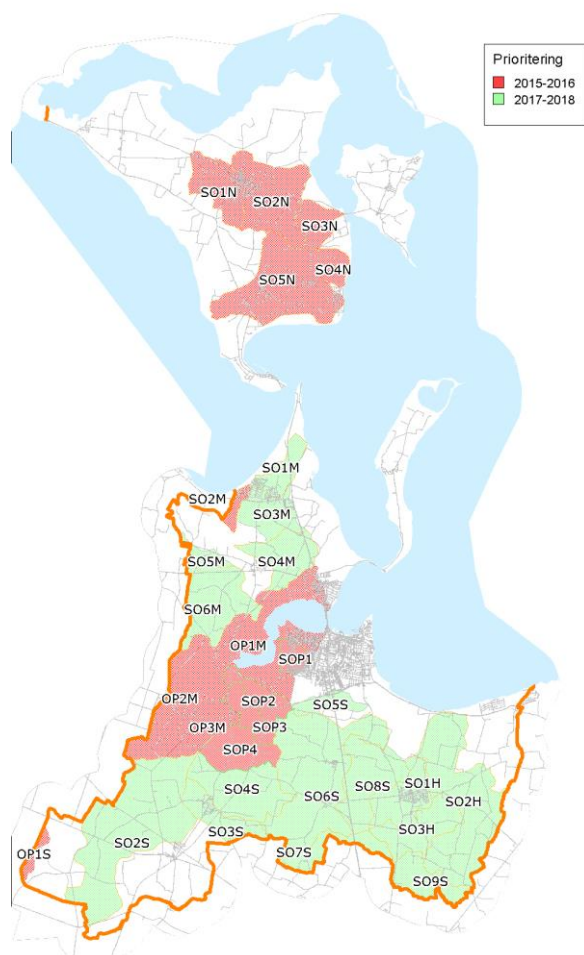 Prioritering
2015-2016
2017-2018
SO1N
SO2N
SO3N
SO4N
SO5N
SO1M
SO2M
SO3M
SO4M
SO5M
SO6M
OP1M
SOP1
OP2M
SOP2
SO5S
OP3M
SOP3
SOP4
SO4S
SO6S
SO8S
SO1H
SO2H
SO3H
SO3S
SO2S
OP1S
SO7S
SO9S